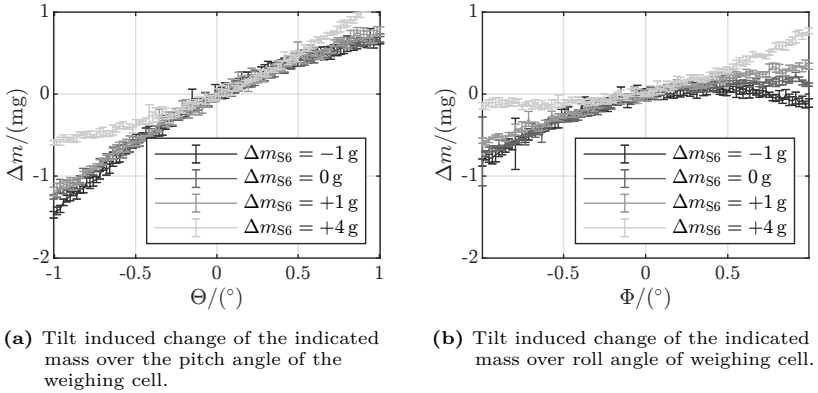 1
0
-1
-2
Δm/(mg)
-1
-0.5
0
0.5
1
Θ/(°)
Δm_S6 = −1 g
Δm_S6 = 0 g
Δm_S6 = +1 g
Δm_S6 = +4 g
1
0
-1
-2
Δm/(mg)
-0.5
0
0.5
Φ/(°)
Δm_S6 = −1 g
Δm_S6 = 0 g
Δm_S6 = +1 g
Δm_S6 = +4 g
(a) Tilt induced change of the indicated
mass over the pitch angle of the
weighing cell.
(b) Tilt induced change of the indicated
mass over roll angle of weighing cell.